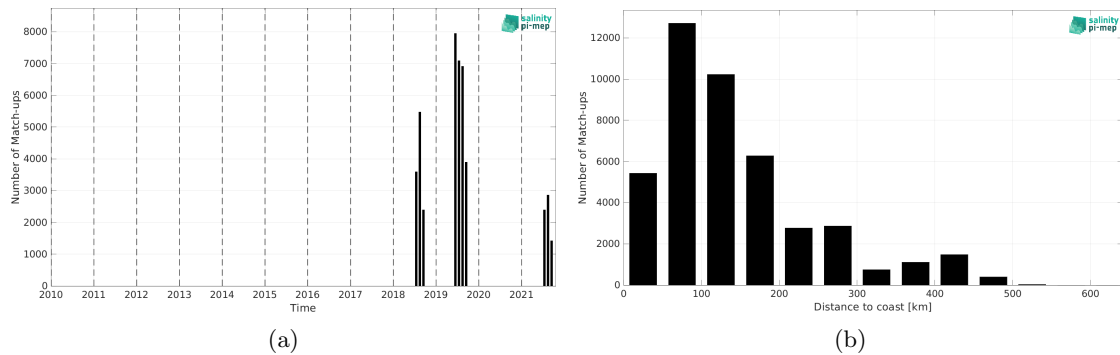 salinity
pi-mep
8000
7000
6000
5000
4000
3000
2000
1000
0
Number of Match-ups
2010 2011 2012 2013 2014 2015 2016 2017 2018 2019 2020 2021
Time
(a)
salinity
pi-mep
12000
10000
8000
6000
4000
2000
0
Number of Match-ups
0 100 200 300 400 500 600
Distance to coast [km]
(b)